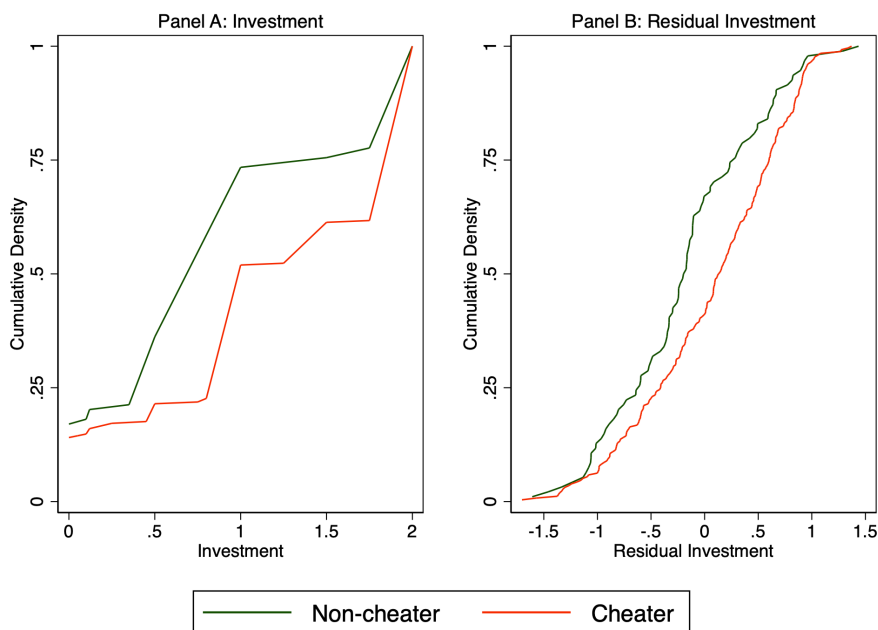 Panel A: Investment
Cumulative Density
1
.75
.5
.25
0
0 .5 1 1.5 2
Investment
Panel B: Residual Investment
Cumulative Density
1
.75
.5
.25
0
-1.5 -1 -.5 0 .5 1 1.5
Residual Investment
Non-cheater Cheater